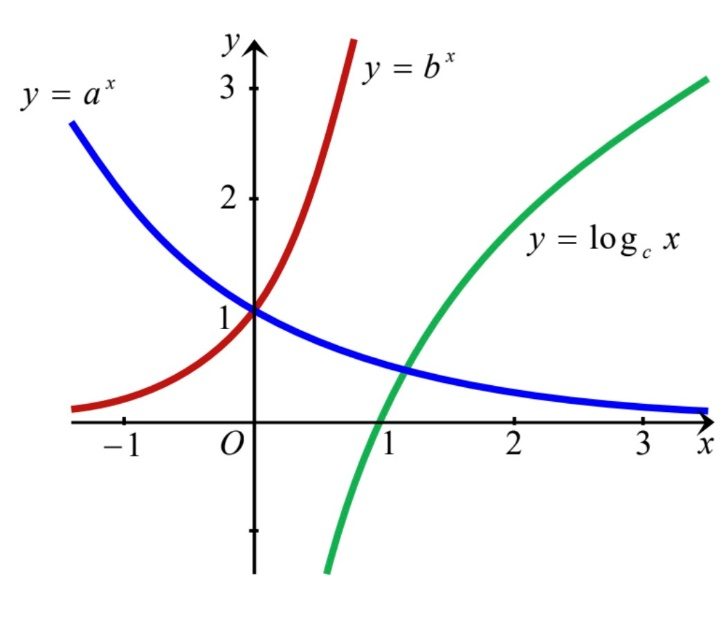 y
y = b^x
y = a^x
3
2
y = log_c x
1
−1 O 1 2 3 x